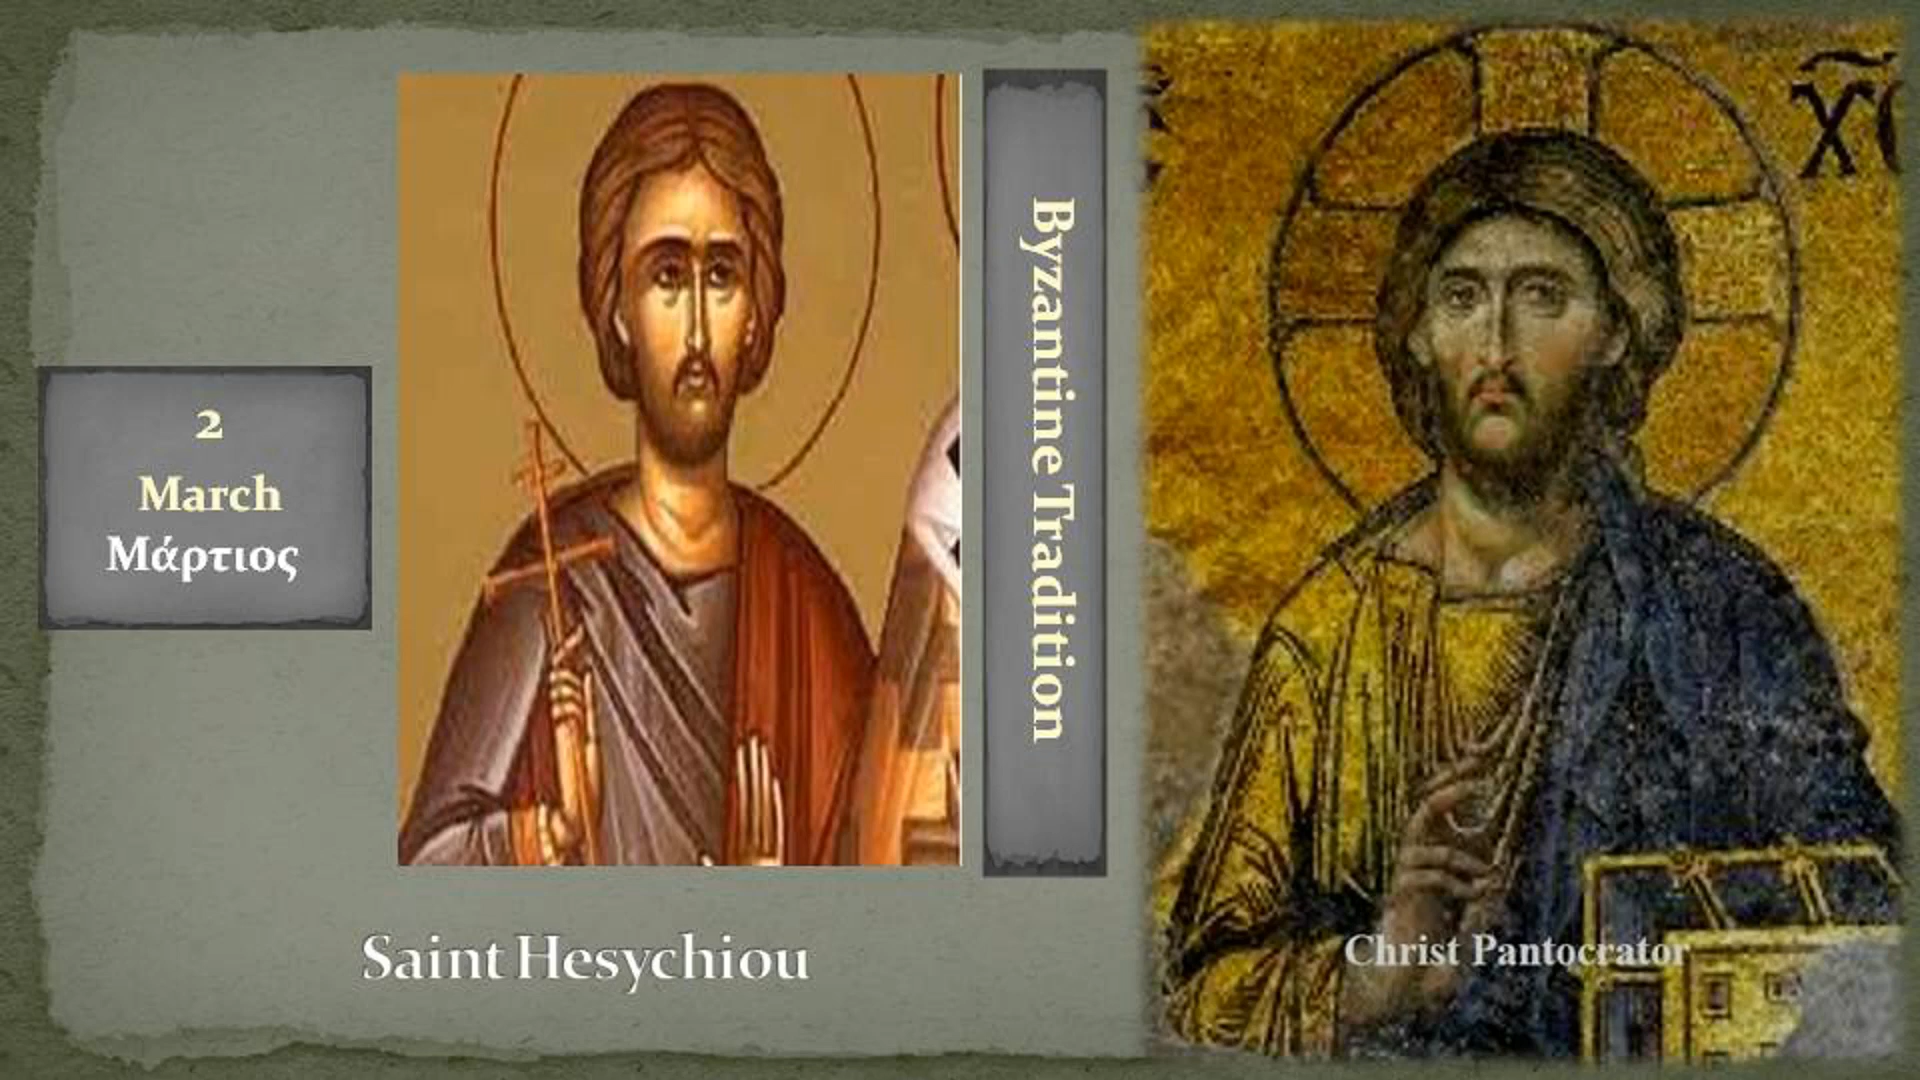 2
March
Μάρτιος
Byzantine Tradition
Saint Hesychiou
Christ Pantocrator